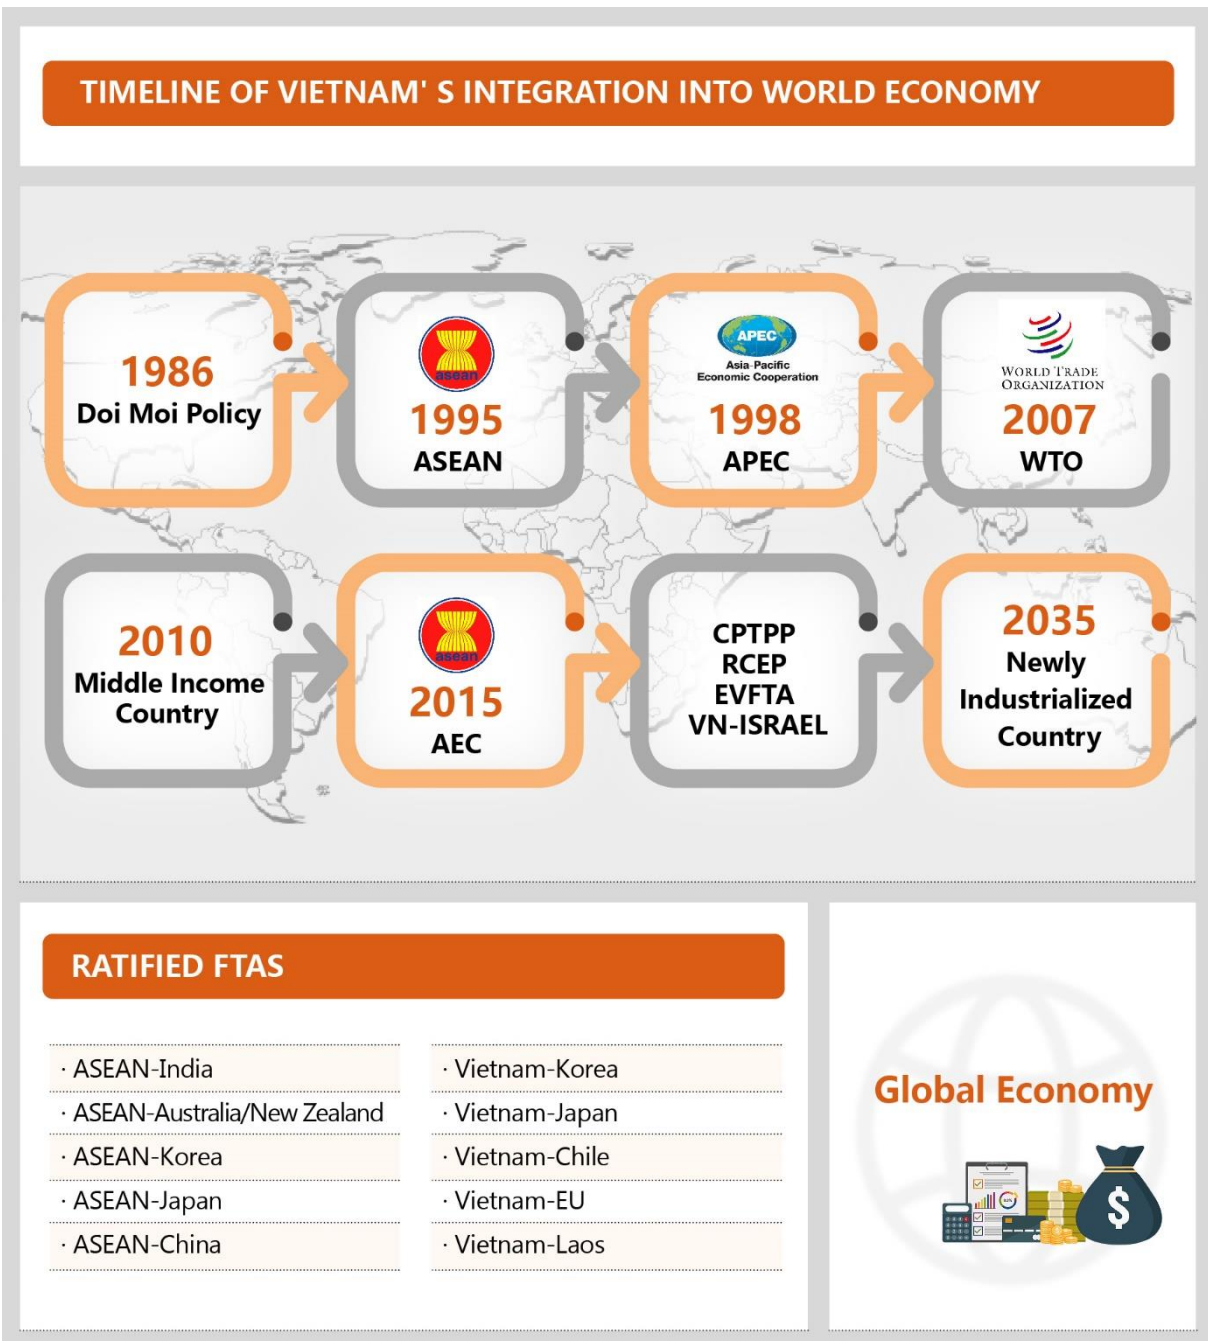 TIMELINE OF VIETNAM' S INTEGRATION INTO WORLD ECONOMY
1986
Doi Moi Policy
asean
1995
ASEAN
APEC
Asia-Pacific
Economic Cooperation
1998
APEC
WORLD TRADE
ORGANIZATION
2007
WTO
2010
Middle Income
Country
asean
2015
AEC
CPTPP
RCEP
EVFTA
VN-ISRAEL
2035
Newly
Industrialized
Country
RATIFIED FTAS
· ASEAN-India
· ASEAN-Australia/New Zealand
· ASEAN-Korea
· ASEAN-Japan
· ASEAN-China
· Vietnam-Korea
· Vietnam-Japan
· Vietnam-Chile
· Vietnam-EU
· Vietnam-Laos
Global Economy
$